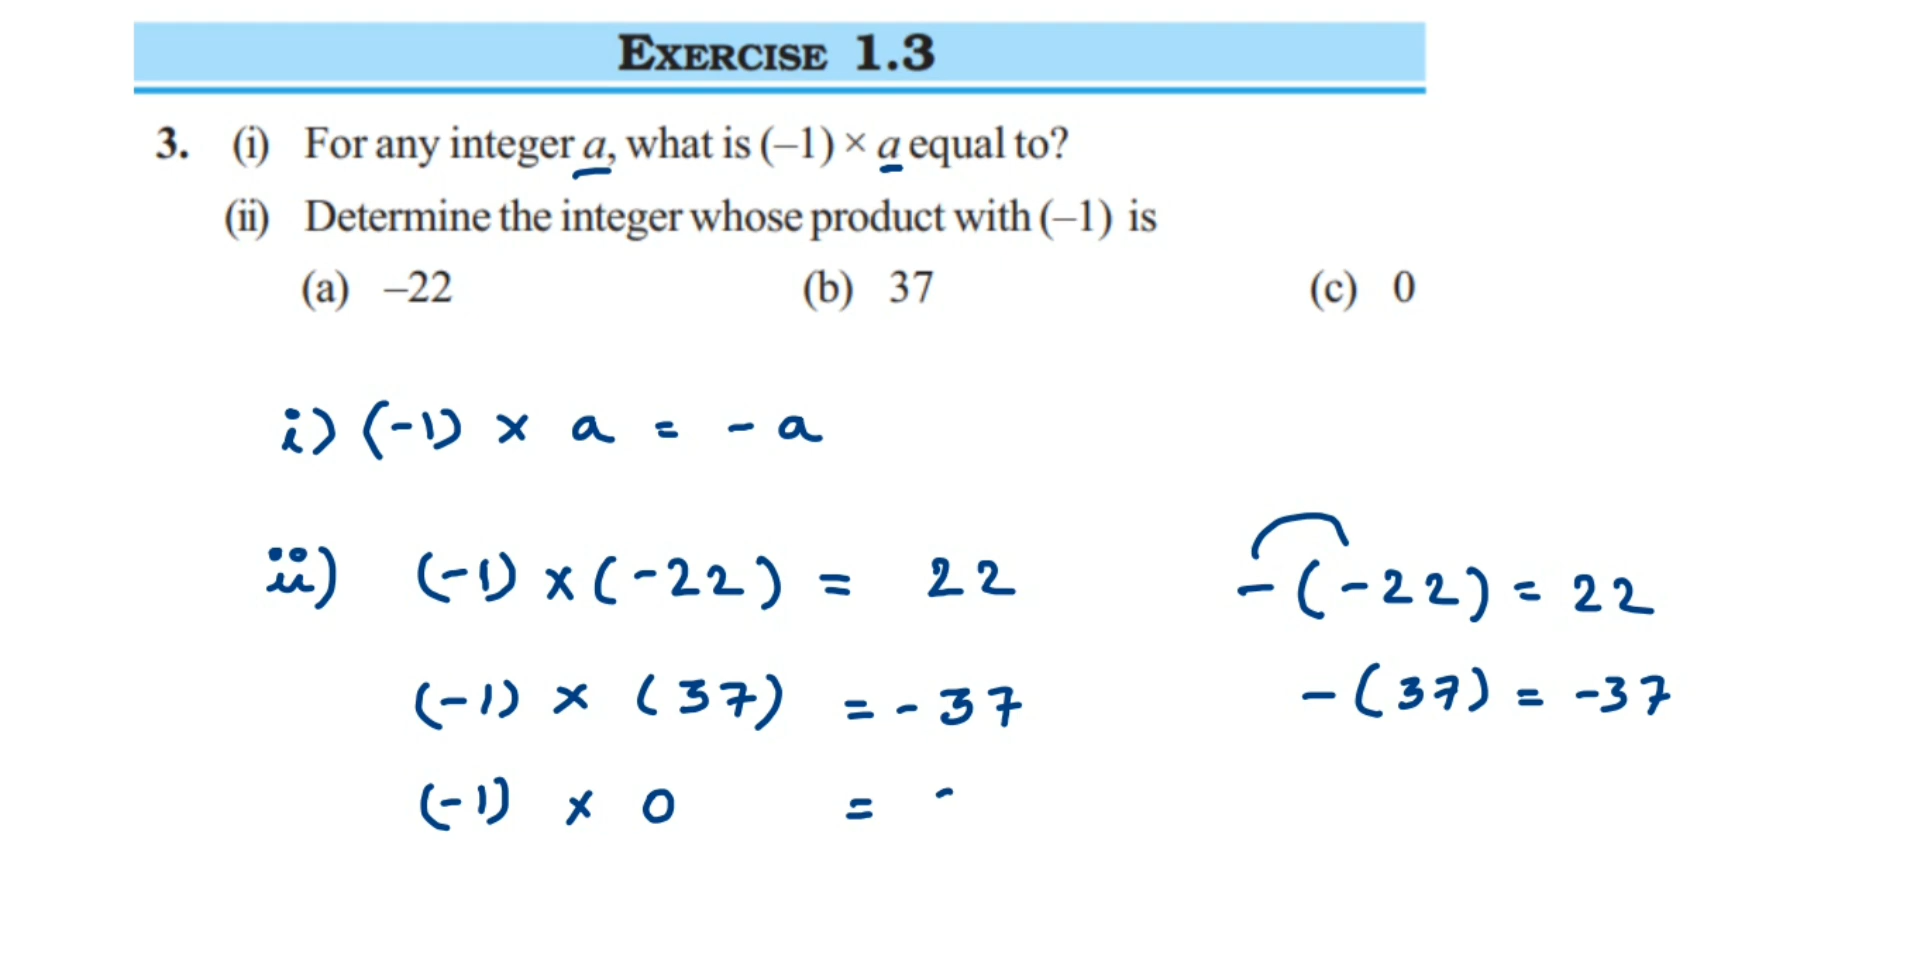 EXERCISE 1.3
3. (i) For any integer a, what is (–1) × a equal to?
(ii) Determine the integer whose product with (–1) is
(a) –22 (b) 37 (c) 0
i) (-1) × a = - a
ii) (-1) × (-22) = 22 -(-22) = 22
(-1) × (37) = - 37 -(37) = -37
(-1) × 0 = -